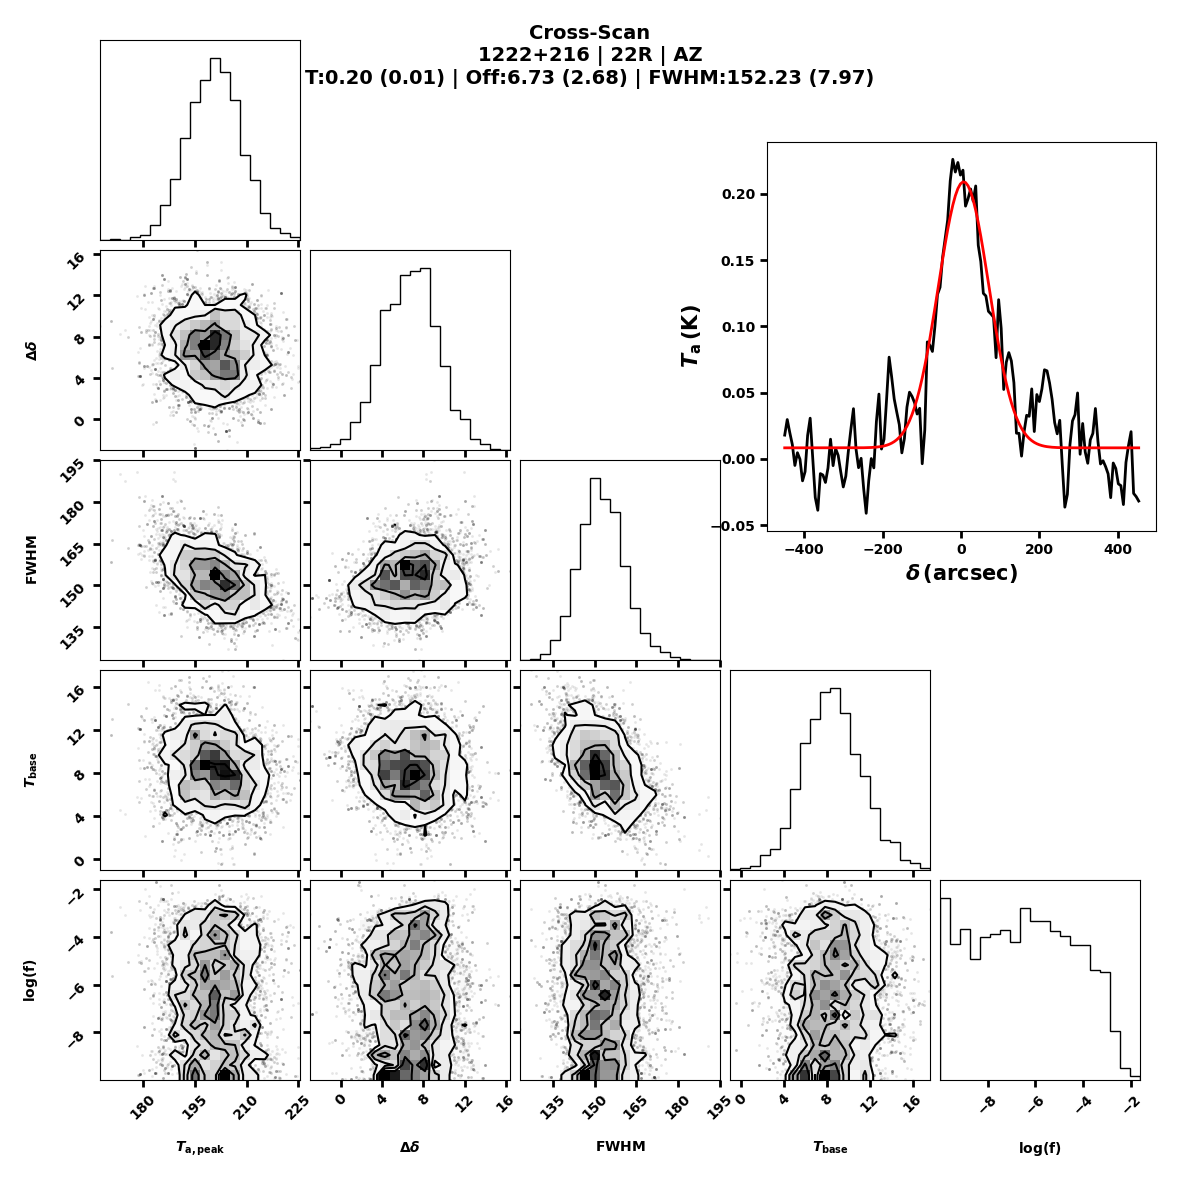 Cross-Scan
1222+216 | 22R | AZ
T:0.20 (0.01) | Off:6.73 (2.68) | FWHM:152.23 (7.97)
0.20
0.15
0.10
0.05
0.00
−0.05
T_a (K)
−400 −200 0 200 400
δ (arcsec)
16
12
8
4
0
Δδ
195
180
165
150
135
FWHM
16
12
8
4
0
T_base
−2
−4
−6
−8
log(f)
180 195 210 225
0 4 8 12 16
135 150 165 180 195
0 4 8 12 16
−8 −6 −4 −2
T_a,peak Δδ FWHM T_base log(f)